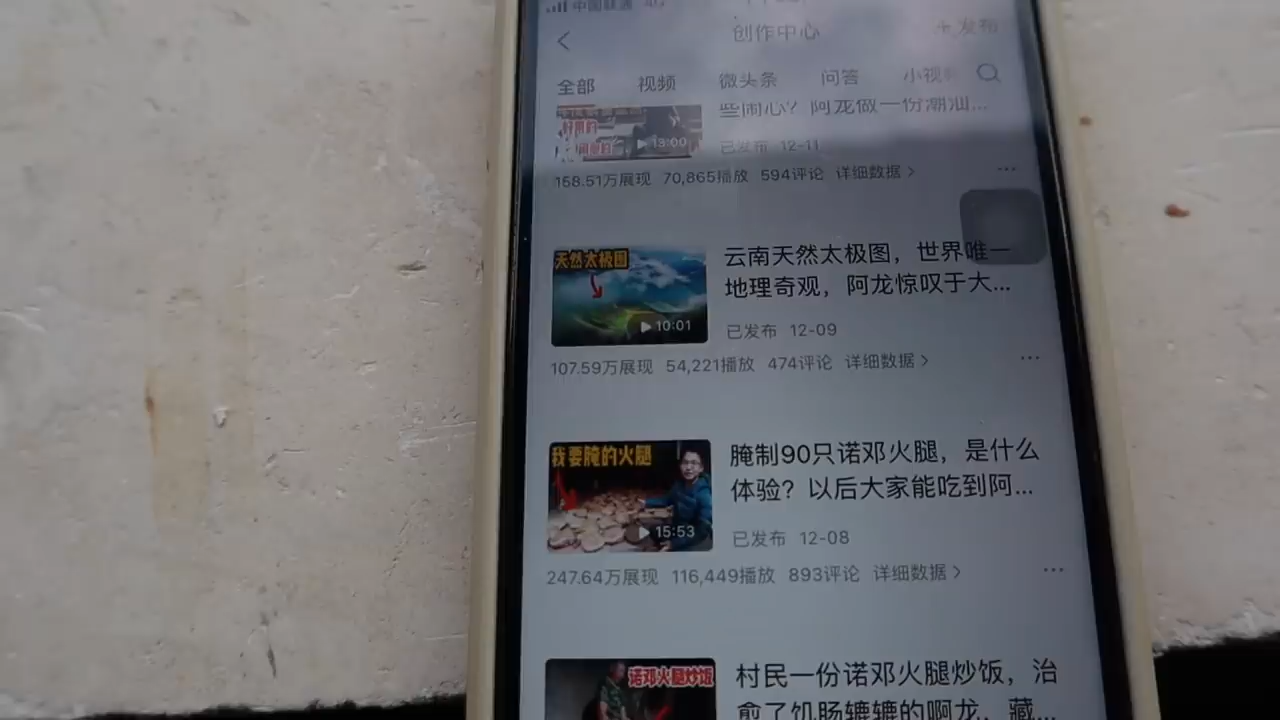 中国联通 4G
创作中心
+ 发布
全部 视频 微头条 问答 小视
些闹心？阿龙做一份潮汕...
13:00
已发布 12-11
158.51万展现 70,865播放 594评论 详细数据 >
天然太极图
云南天然太极图，世界唯一
地理奇观，阿龙惊叹于大...
10:01
已发布 12-09
107.59万展现 54,221播放 474评论 详细数据 >
我要腌的火腿
腌制90只诺邓火腿，是什么
体验？以后大家能吃到阿...
15:53
已发布 12-08
247.64万展现 116,449播放 893评论 详细数据 >
诺邓火腿炒饭
村民一份诺邓火腿炒饭，治
愈了饥肠辘辘的啊龙，藏...